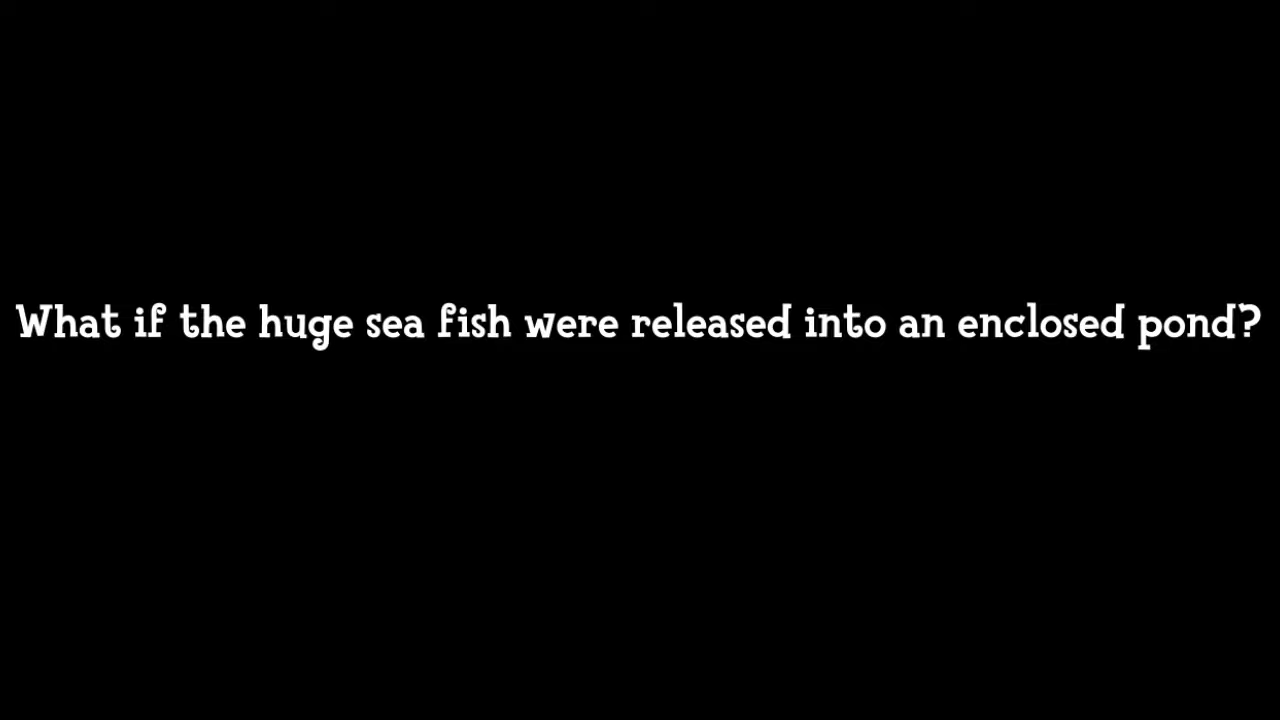 What if the huge sea fish were released into an enclosed pond?